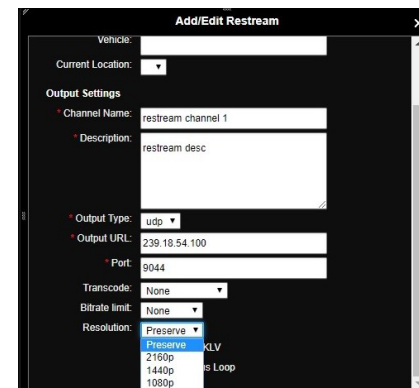 Add/Edit Restream
Vehicle:
Current Location:
Output Settings
* Channel Name: restream channel 1
* Description: restream desc
* Output Type: udp
* Output URL: 239.18.54.100
* Port: 9044
Transcode: None
Bitrate limit: None
Resolution: Preserve
Preserve KLV
2160p
1440p s Loop
1080p